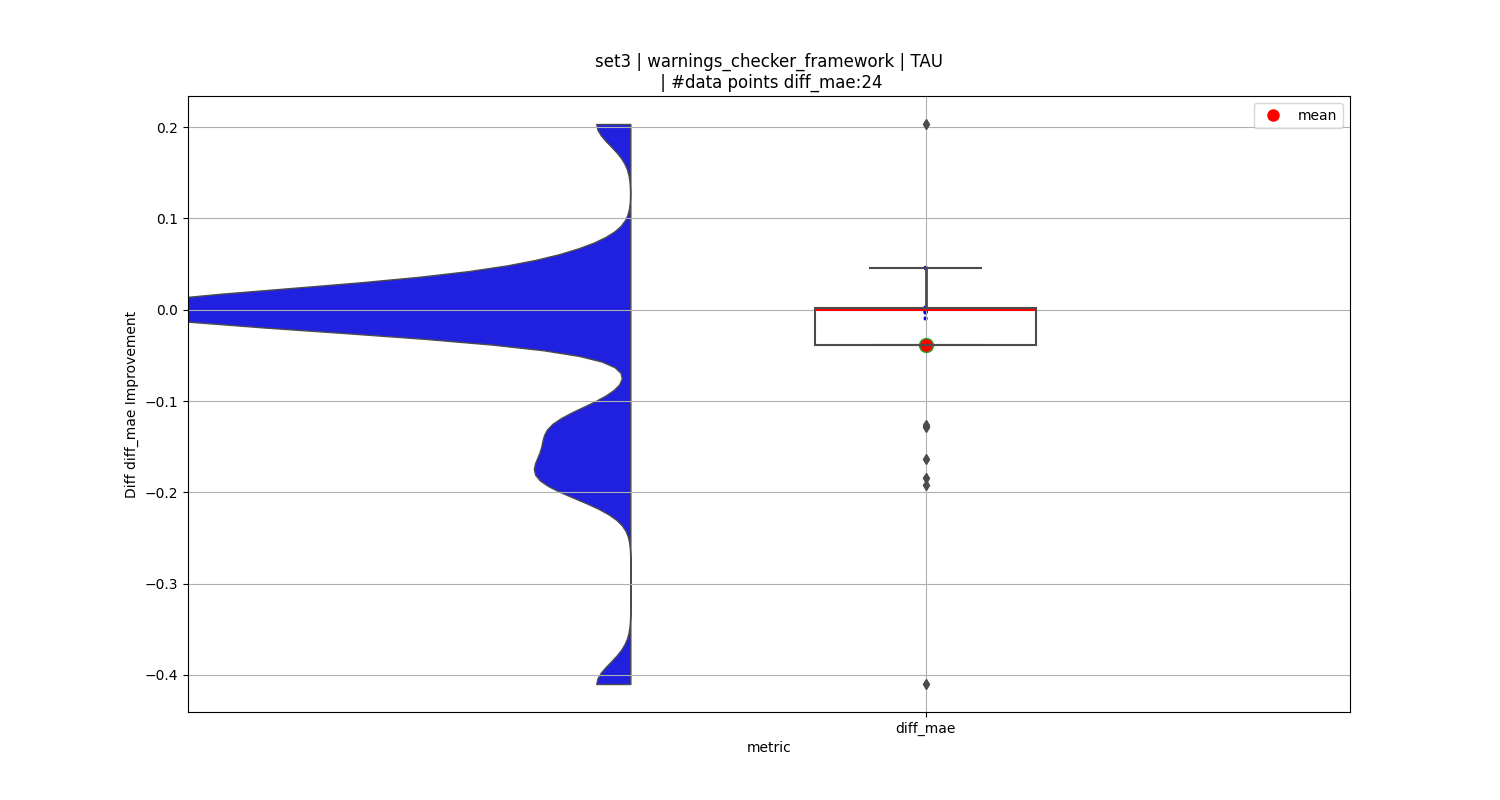 set3 | warnings_checker_framework | TAU
| #data points diff_mae:24
mean
0.2
0.1
0.0
−0.1
−0.2
−0.3
−0.4
Diff diff_mae Improvement
diff_mae
metric